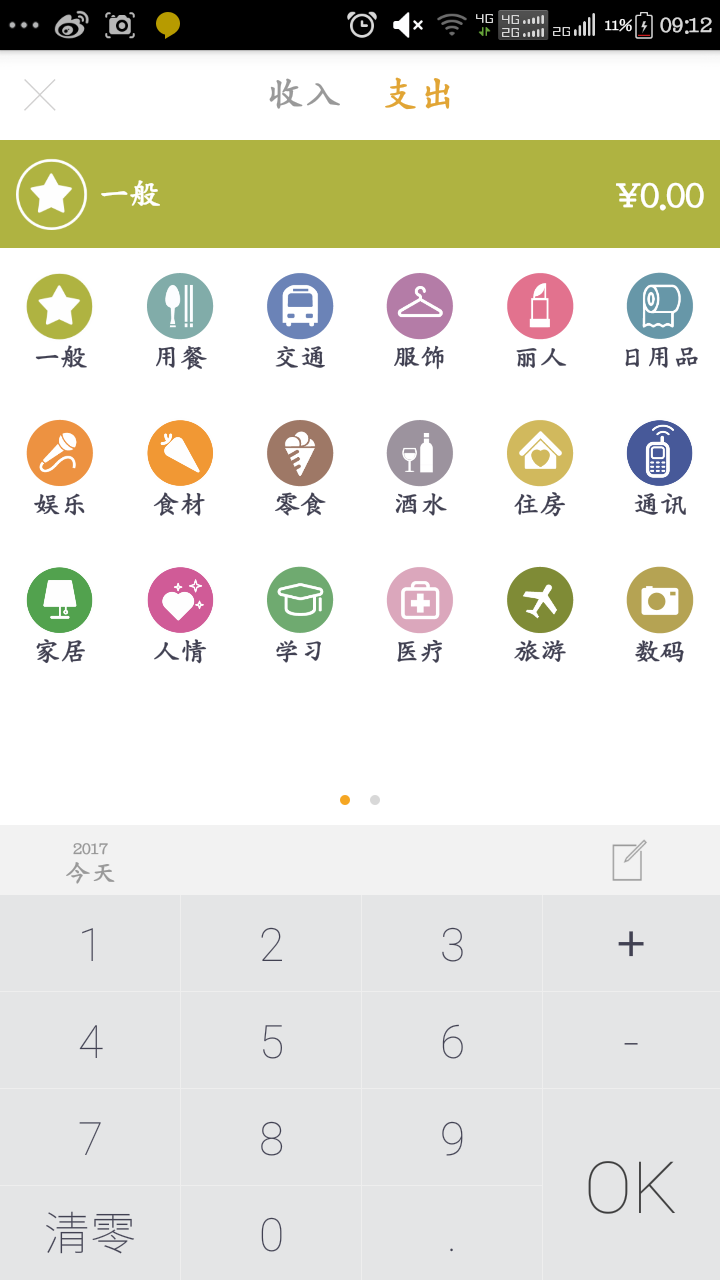 4G 4G 2G 2G 11% 09:12
收入 支出
一般 ¥0.00
一般 用餐 交通 服饰 丽人 日用品
娱乐 食材 零食 酒水 住房 通讯
家居 人情 学习 医疗 旅游 数码
2017
今天
1 2 3 +
4 5 6 -
7 8 9
OK
清零 0 .